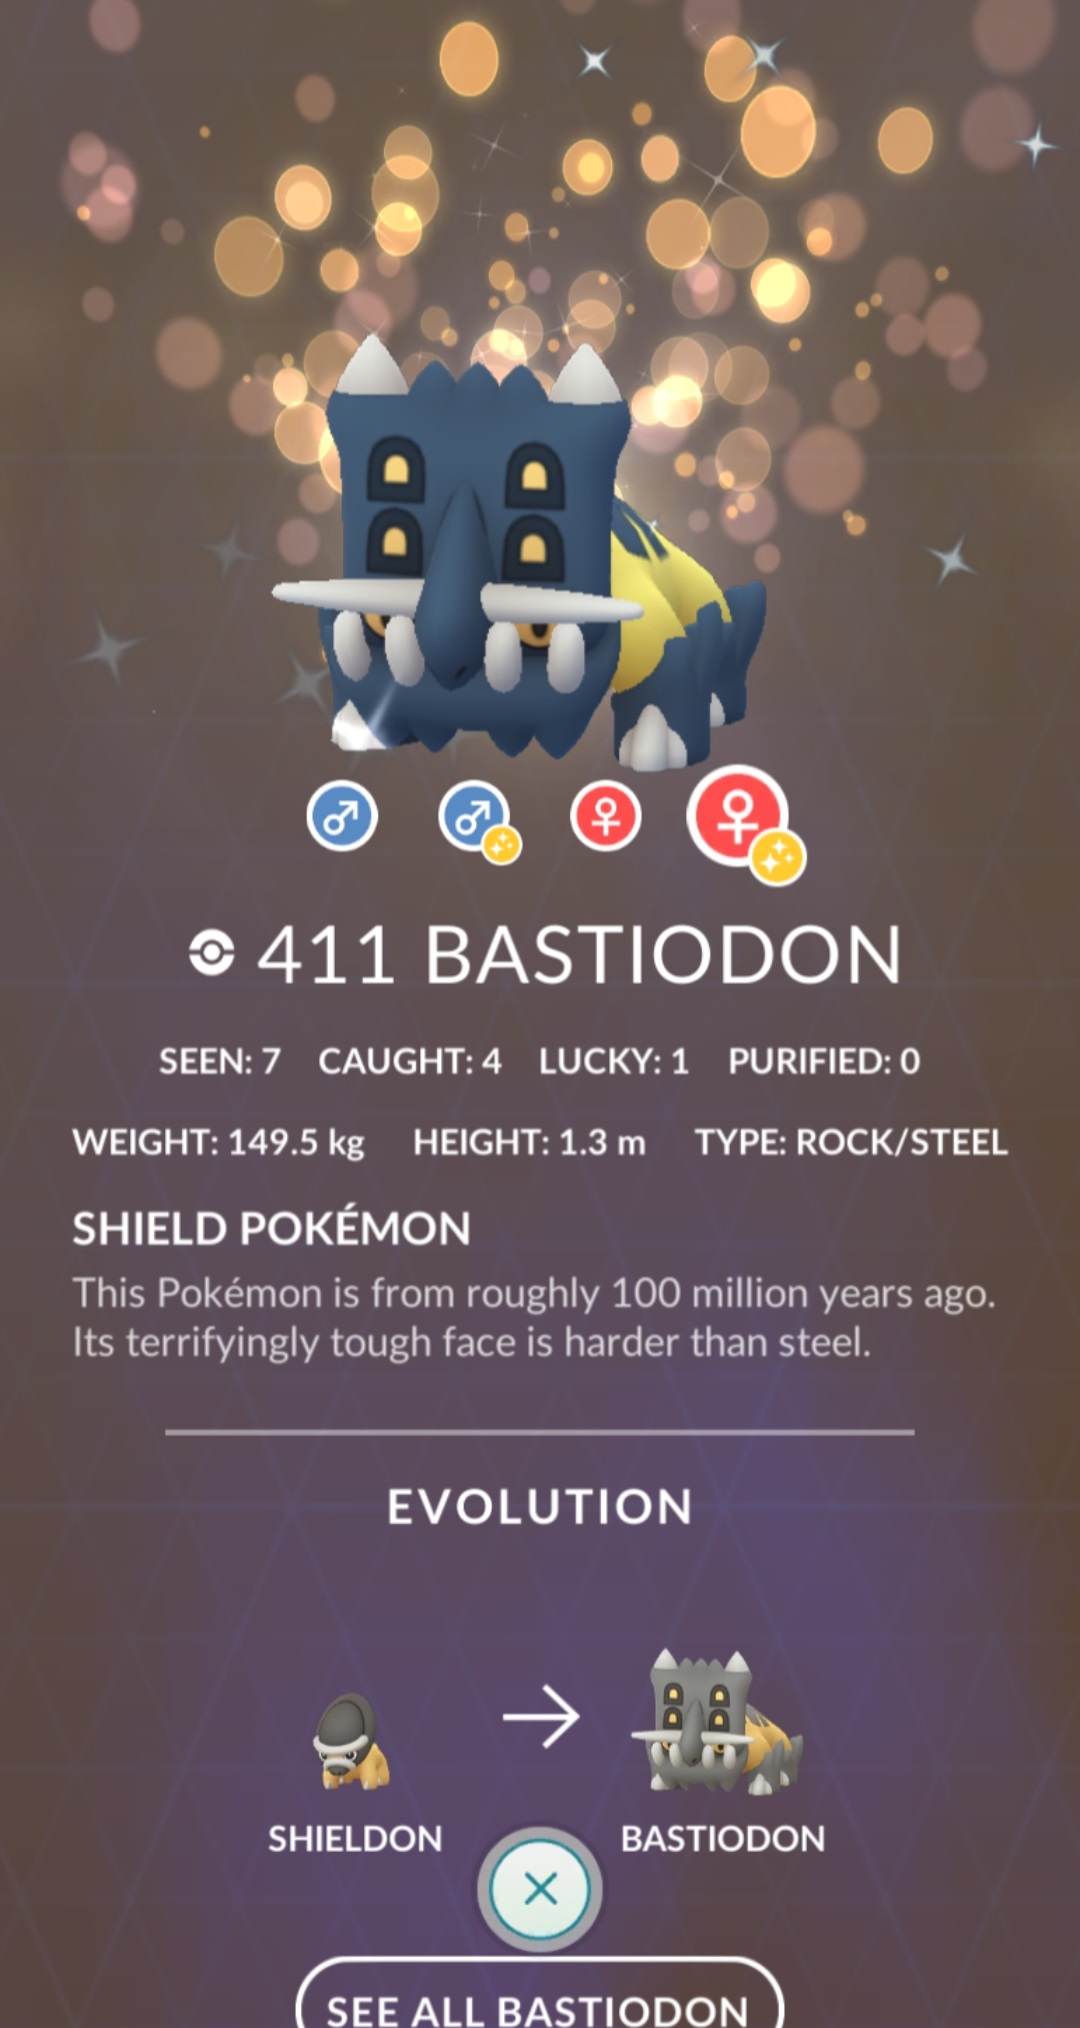 411 BASTIODON
SEEN: 7 CAUGHT: 4 LUCKY: 1 PURIFIED: 0
WEIGHT: 149.5 kg HEIGHT: 1.3 m TYPE: ROCK/STEEL
SHIELD POKÉMON
This Pokémon is from roughly 100 million years ago.
Its terrifyingly tough face is harder than steel.
EVOLUTION
SHIELDON BASTIODON
SEE ALL BASTIODON